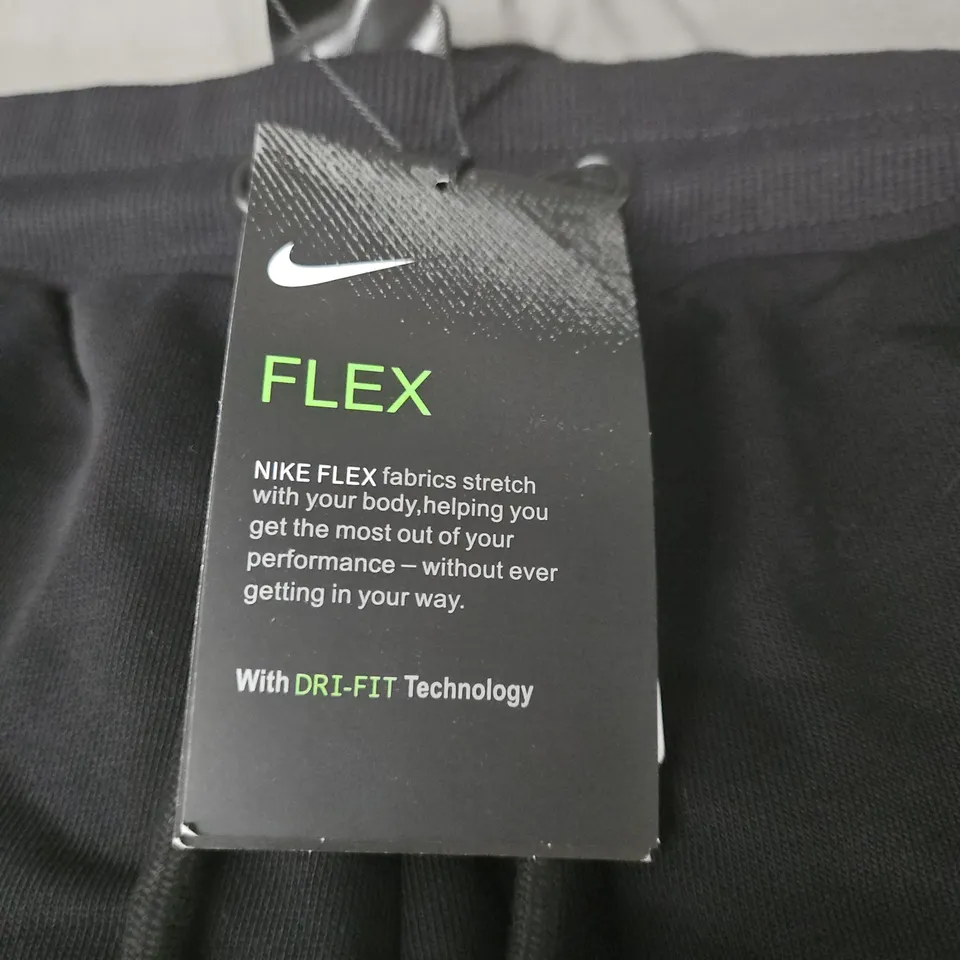 FLEX
NIKE FLEX fabrics stretch
with your body,helping you
get the most out of your
performance – without ever
getting in your way.
With DRI-FIT Technology